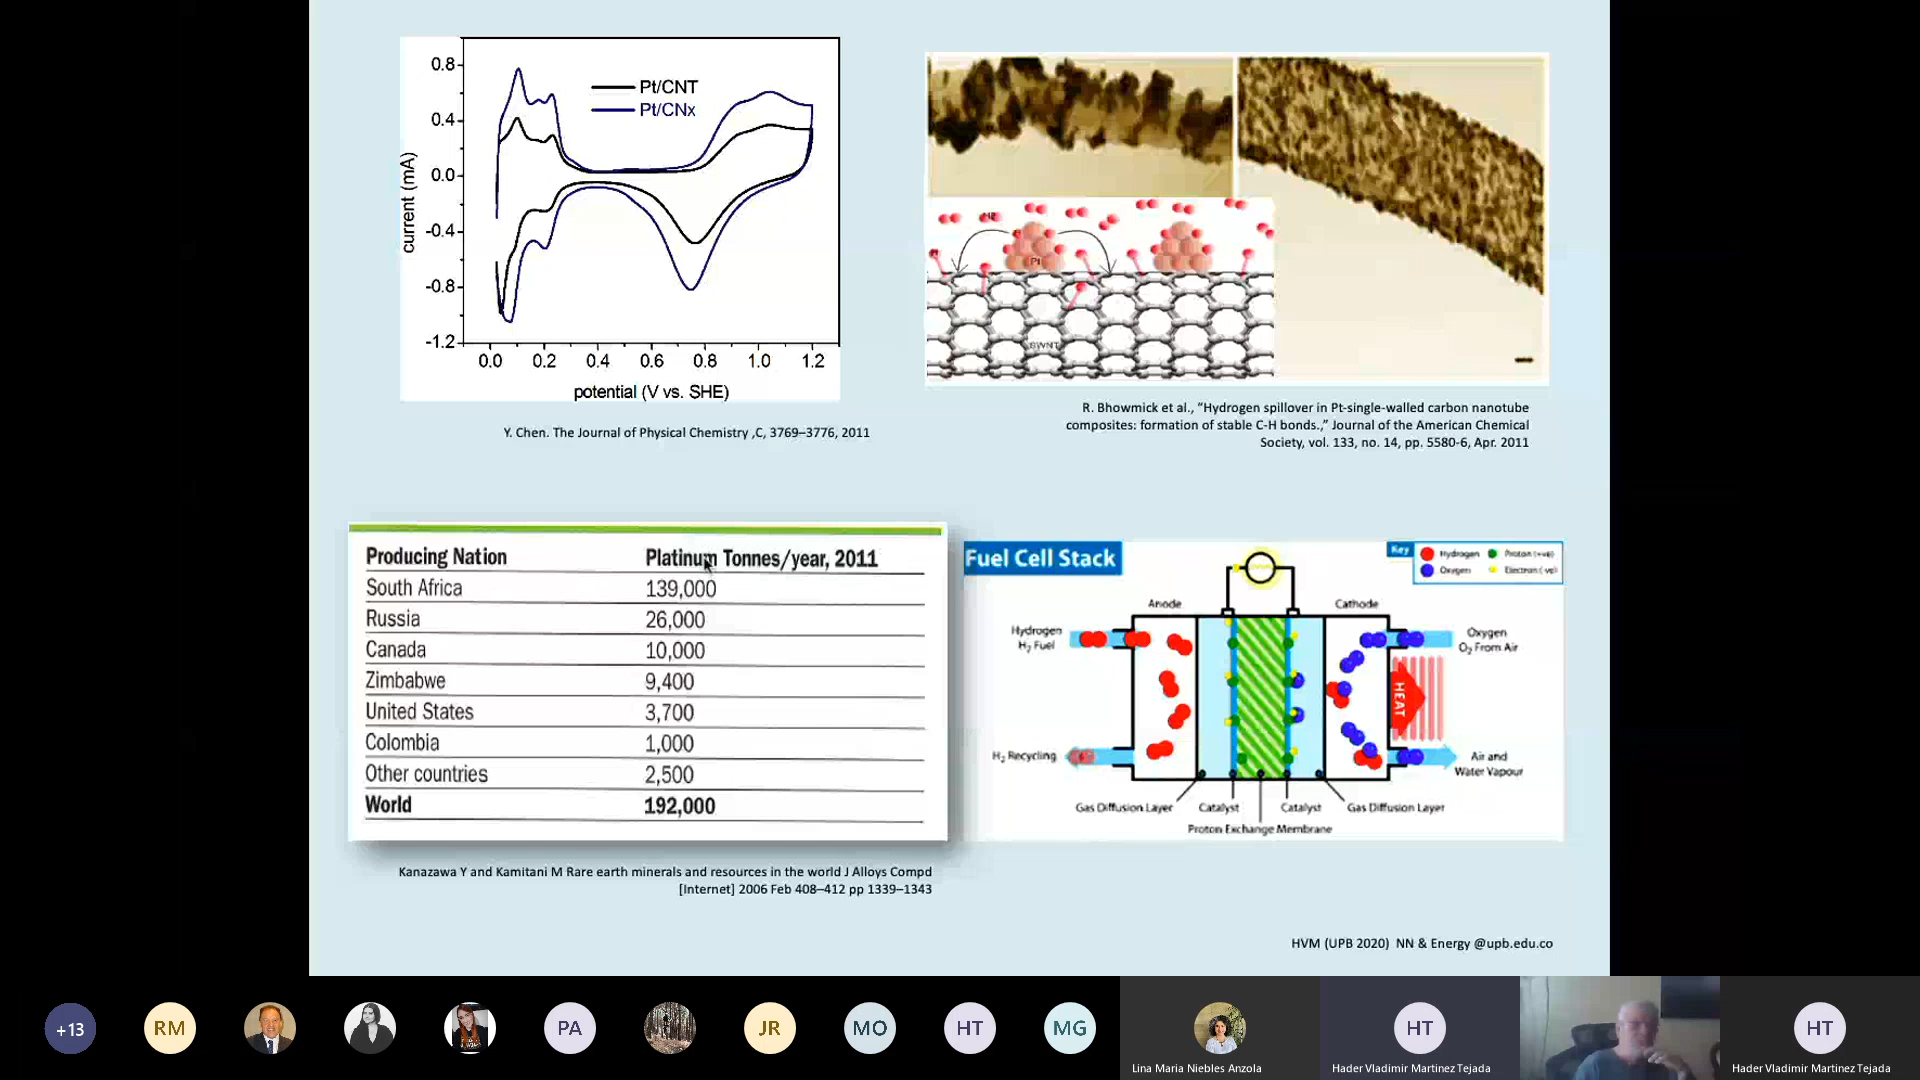 0.8
0.4
0.0
-0.4
-0.8
-1.2
current (mA)
Pt/CNT
Pt/CNx
0.0 0.2 0.4 0.6 0.8 1.0 1.2
potential (V vs. SHE)
Y. Chen. The Journal of Physical Chemistry ,C, 3769–3776, 2011
H2
Pt
SWNT
R. Bhowmick et al., “Hydrogen spillover in Pt-single-walled carbon nanotube
composites: formation of stable C-H bonds.,” Journal of the American Chemical
Society, vol. 133, no. 14, pp. 5580-6, Apr. 2011
Producing Nation Platinum Tonnes/year, 2011
South Africa 139,000
Russia 26,000
Canada 10,000
Zimbabwe 9,400
United States 3,700
Colombia 1,000
Other countries 2,500
World 192,000
Kanazawa Y and Kamitani M Rare earth minerals and resources in the world J Alloys Compd
[Internet] 2006 Feb 408–412 pp 1339–1343
Fuel Cell Stack
Key
Hydrogen Proton (+ve)
Oxygen Electron (-ve)
Anode Cathode
Hydrogen
H2 Fuel
Oxygen
O2 From Air
HEAT
H2 Recycling
Air and
Water Vapour
Gas Diffusion Layer Catalyst Catalyst Gas Diffusion Layer
Proton Exchange Membrane
HVM (UPB 2020) NN & Energy @upb.edu.co
+13 RM PA JR MO HT MG HT HT
Lina Maria Niebles Anzola Hader Vladimir Martinez Tejada Hader Vladimir Martinez Tejada